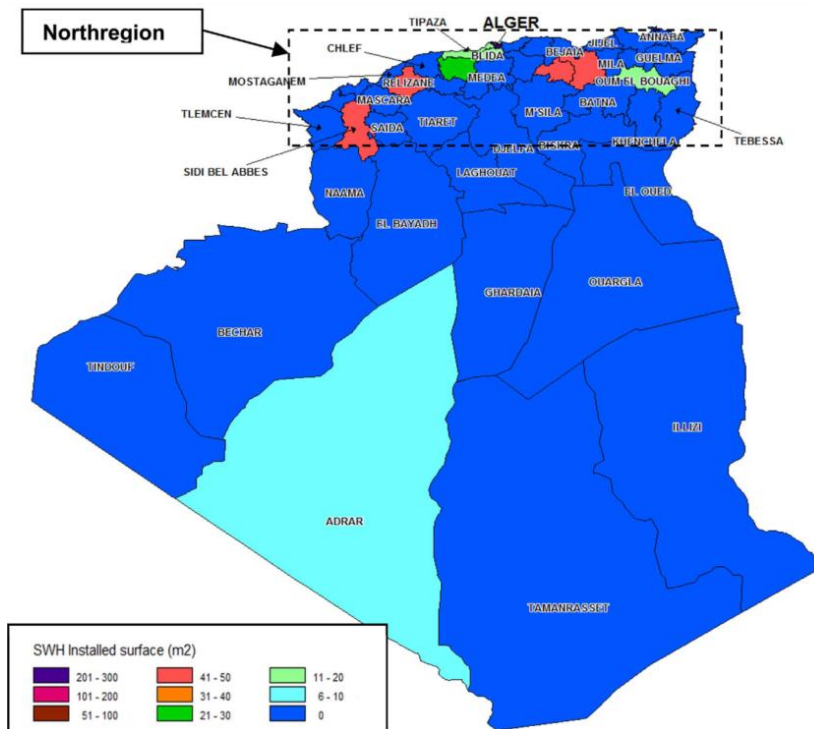 Northregion
TIPAZA
ALGER
CHLEF
BLIDA
BEJAIA
JIJEL
ANNABA
GUELMA
MILA
MOSTAGANEM
RELIZANE
MEDEA
OUM EL BOUAGHI
MASCARA
BATNA
TLEMCEN
SAIDA
TIARET
M'SILA
TEBESSA
SIDI BEL ABBES
DJELFA
BISKRA
KHENCHELA
LAGHOUAT
NAAMA
EL OUED
EL BAYADH
GHARDAIA
OUARGLA
BECHAR
TINDOUF
ILLIZI
ADRAR
TAMANRASSET
SWH Installed surface (m2)
201 - 300
41 - 50
11 - 20
101 - 200
31 - 40
6 - 10
51 - 100
21 - 30
0